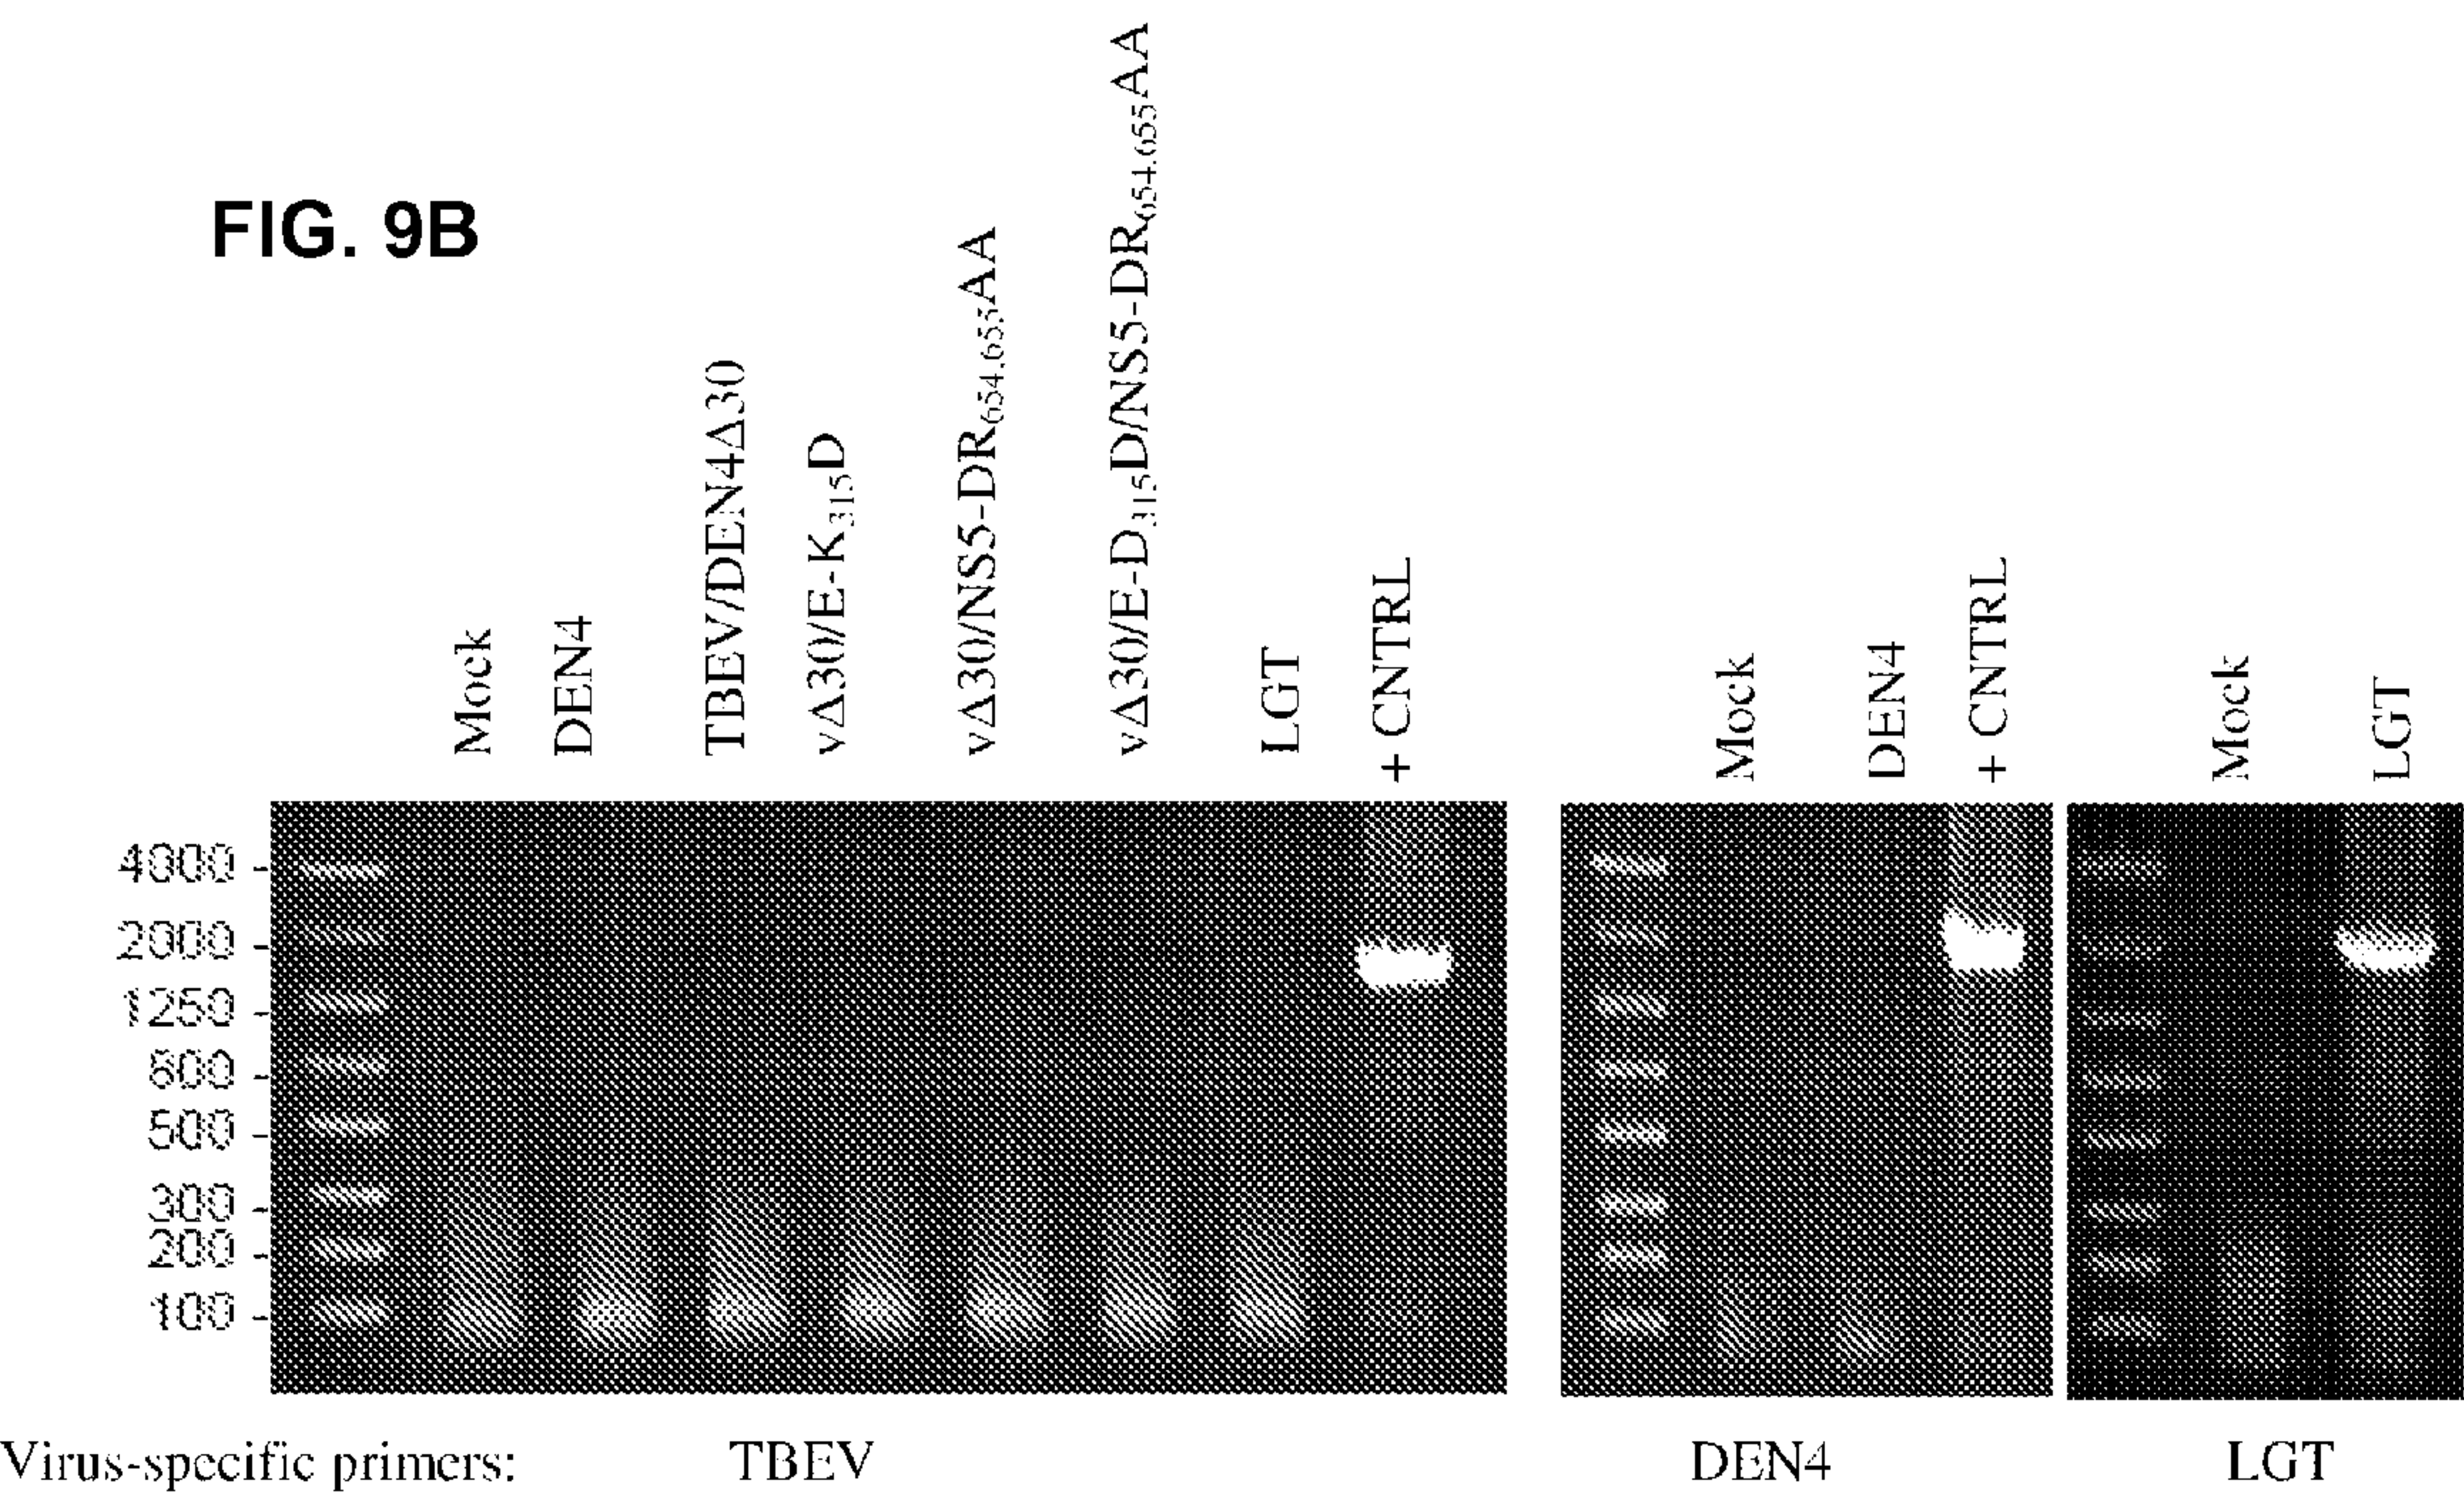 FIG. 9B
Mock
DEN4
TBEV/DEN4Δ30
vΔ30/E-K315D
vΔ30/NS5-DR654,655AA
vΔ30/E-D315D/NS5-DR654,655AA
LGT
+ CNTRL
Mock
DEN4
+ CNTRL
Mock
LGT
4000 -
2000 -
1250 -
800 -
500 -
300 -
200 -
100 -
Virus-specific primers: TBEV DEN4 LGT